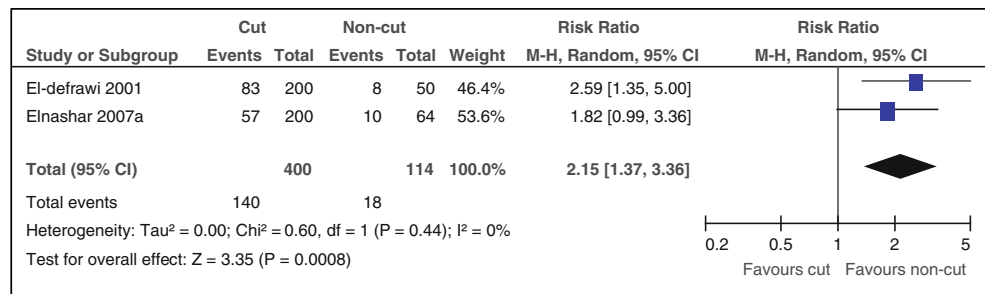 Cut Non-cut Risk Ratio Risk Ratio
Study or Subgroup Events Total Events Total Weight M-H, Random, 95% CI M-H, Random, 95% CI
El-defrawi 2001 83 200 8 50 46.4% 2.59 [1.35, 5.00]
Elnashar 2007a 57 200 10 64 53.6% 1.82 [0.99, 3.36]
Total (95% CI) 400 114 100.0% 2.15 [1.37, 3.36]
Total events 140 18
Heterogeneity: Tau² = 0.00; Chi² = 0.60, df = 1 (P = 0.44); I² = 0%
Test for overall effect: Z = 3.35 (P = 0.0008)
0.2 0.5 1 2 5
Favours cut Favours non-cut